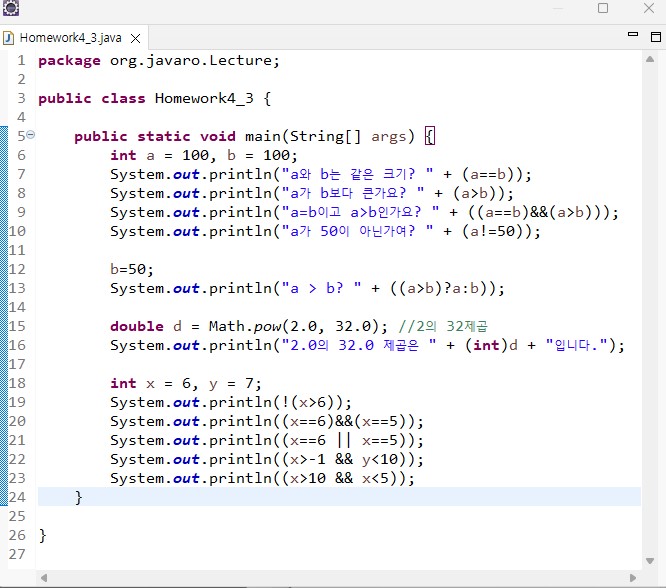 Homework4_3.java
1 package org.javaro.Lecture;
2
3 public class Homework4_3 {
4
5 public static void main(String[] args) {
6 int a = 100, b = 100;
7 System.out.println("a와 b는 같은 크기? " + (a==b));
8 System.out.println("a가 b보다 큰가요? " + (a>b));
9 System.out.println("a=b이고 a>b인가요? " + ((a==b)&&(a>b)));
10 System.out.println("a가 50이 아닌가여? " + (a!=50));
11
12 b=50;
13 System.out.println("a > b? " + ((a>b)?a:b));
14
15 double d = Math.pow(2.0, 32.0); //2의 32제곱
16 System.out.println("2.0의 32.0 제곱은 " + (int)d + "입니다.");
17
18 int x = 6, y = 7;
19 System.out.println(!(x>6));
20 System.out.println((x==6)&&(x==5));
21 System.out.println((x==6 || x==5));
22 System.out.println((x>-1 && y<10));
23 System.out.println((x>10 && x<5));
24 }
25
26 }
27